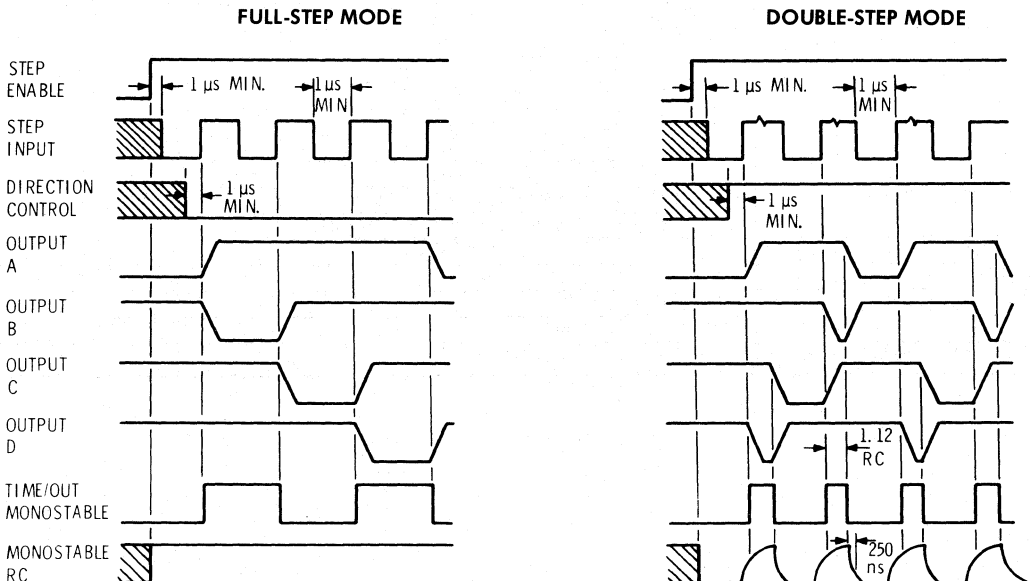 FULL-STEP MODE
DOUBLE-STEP MODE
STEP
ENABLE
1 µs MIN.
1 µs
MIN
1 µs MIN.
1 µs
MIN
STEP
INPUT
DIRECTION
CONTROL
1 µs
MIN.
1 µs
MIN.
OUTPUT
A
OUTPUT
B
OUTPUT
C
OUTPUT
D
1.12
RC
TIME/OUT
MONOSTABLE
MONOSTABLE
RC
250
ns